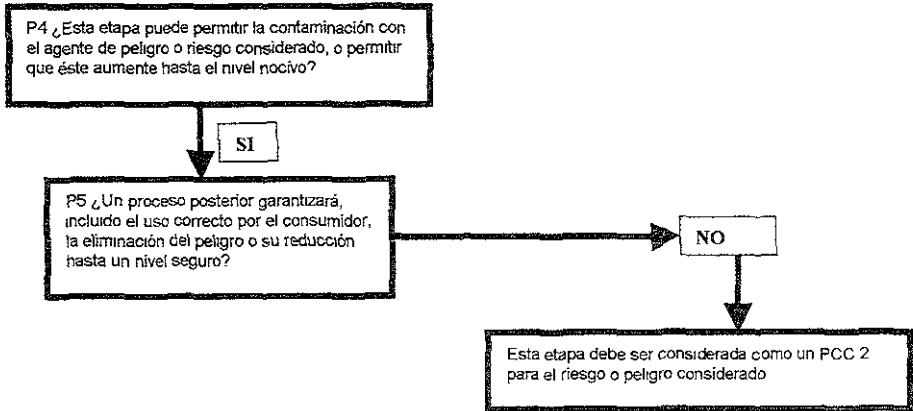 P4 ¿Esta etapa puede permitir la contaminación con
el agente de peligro o riesgo considerado, o permitir
que éste aumente hasta el nivel nocivo?
SI
P5 ¿Un proceso posterior garantizará,
incluido el uso correcto por el consumidor,
la eliminación del peligro o su reducción
hasta un nivel seguro?
NO
Esta etapa debe ser considerada como un PCC 2
para el riesgo o peligro considerado